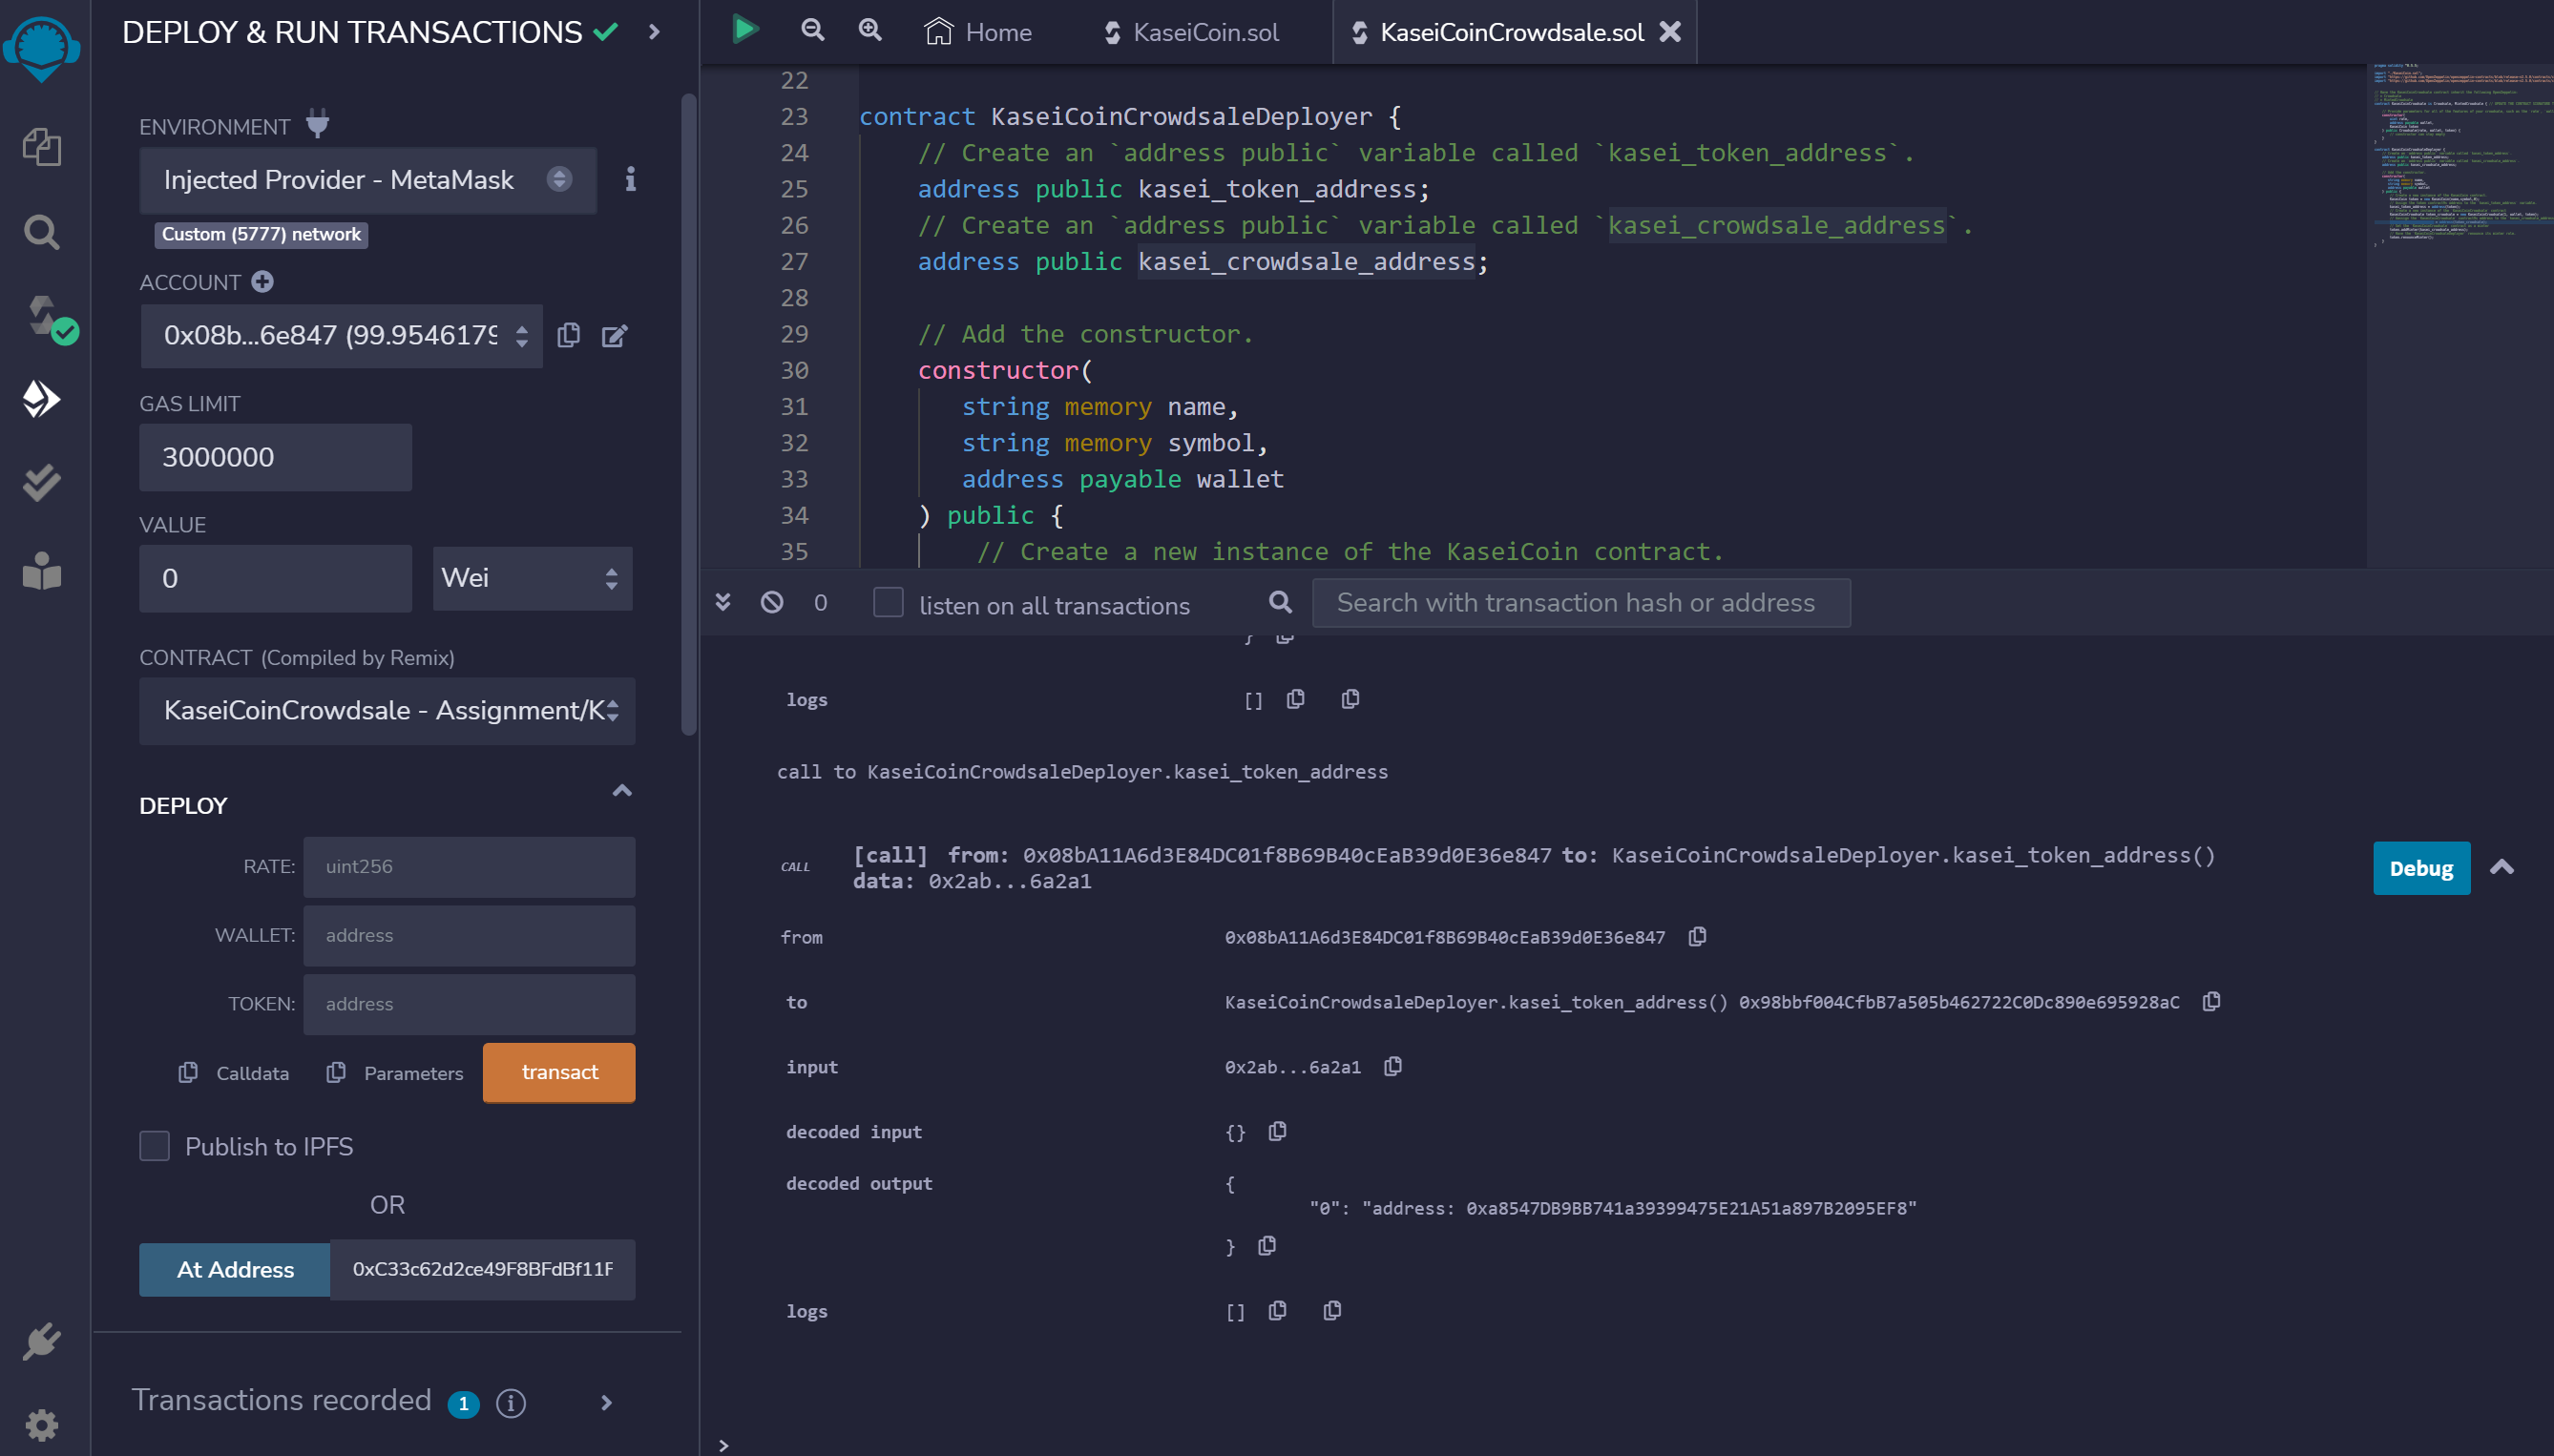 DEPLOY & RUN TRANSACTIONS
ENVIRONMENT
Injected Provider - MetaMask
Custom (5777) network
ACCOUNT
0x08b...6e847 (99.9546179
GAS LIMIT
3000000
VALUE
0
Wei
CONTRACT (Compiled by Remix)
KaseiCoinCrowdsale - Assignment/K
DEPLOY
RATE: uint256
WALLET: address
TOKEN: address
Calldata Parameters transact
Publish to IPFS
OR
At Address 0xC33c62d2ce49F8BFdBf11F
Transactions recorded 1
Home KaseiCoin.sol KaseiCoinCrowdsale.sol
22
23 contract KaseiCoinCrowdsaleDeployer {
24 // Create an `address public` variable called `kasei_token_address`.
25 address public kasei_token_address;
26 // Create an `address public` variable called `kasei_crowdsale_address`.
27 address public kasei_crowdsale_address;
28
29 // Add the constructor.
30 constructor(
31 string memory name,
32 string memory symbol,
33 address payable wallet
34 ) public {
35 // Create a new instance of the KaseiCoin contract.
0 listen on all transactions Search with transaction hash or address
}
logs []
call to KaseiCoinCrowdsaleDeployer.kasei_token_address
CALL [call] from: 0x08bA11A6d3E84DC01f8B69B40cEaB39d0E36e847 to: KaseiCoinCrowdsaleDeployer.kasei_token_address()
data: 0x2ab...6a2a1
Debug
from 0x08bA11A6d3E84DC01f8B69B40cEaB39d0E36e847
to KaseiCoinCrowdsaleDeployer.kasei_token_address() 0x98bbf004CfbB7a505b462722C0Dc890e695928aC
input 0x2ab...6a2a1
decoded input {}
decoded output {
"0": "address: 0xa8547DB9BB741a39399475E21A51a897B2095EF8"
}
logs []
>